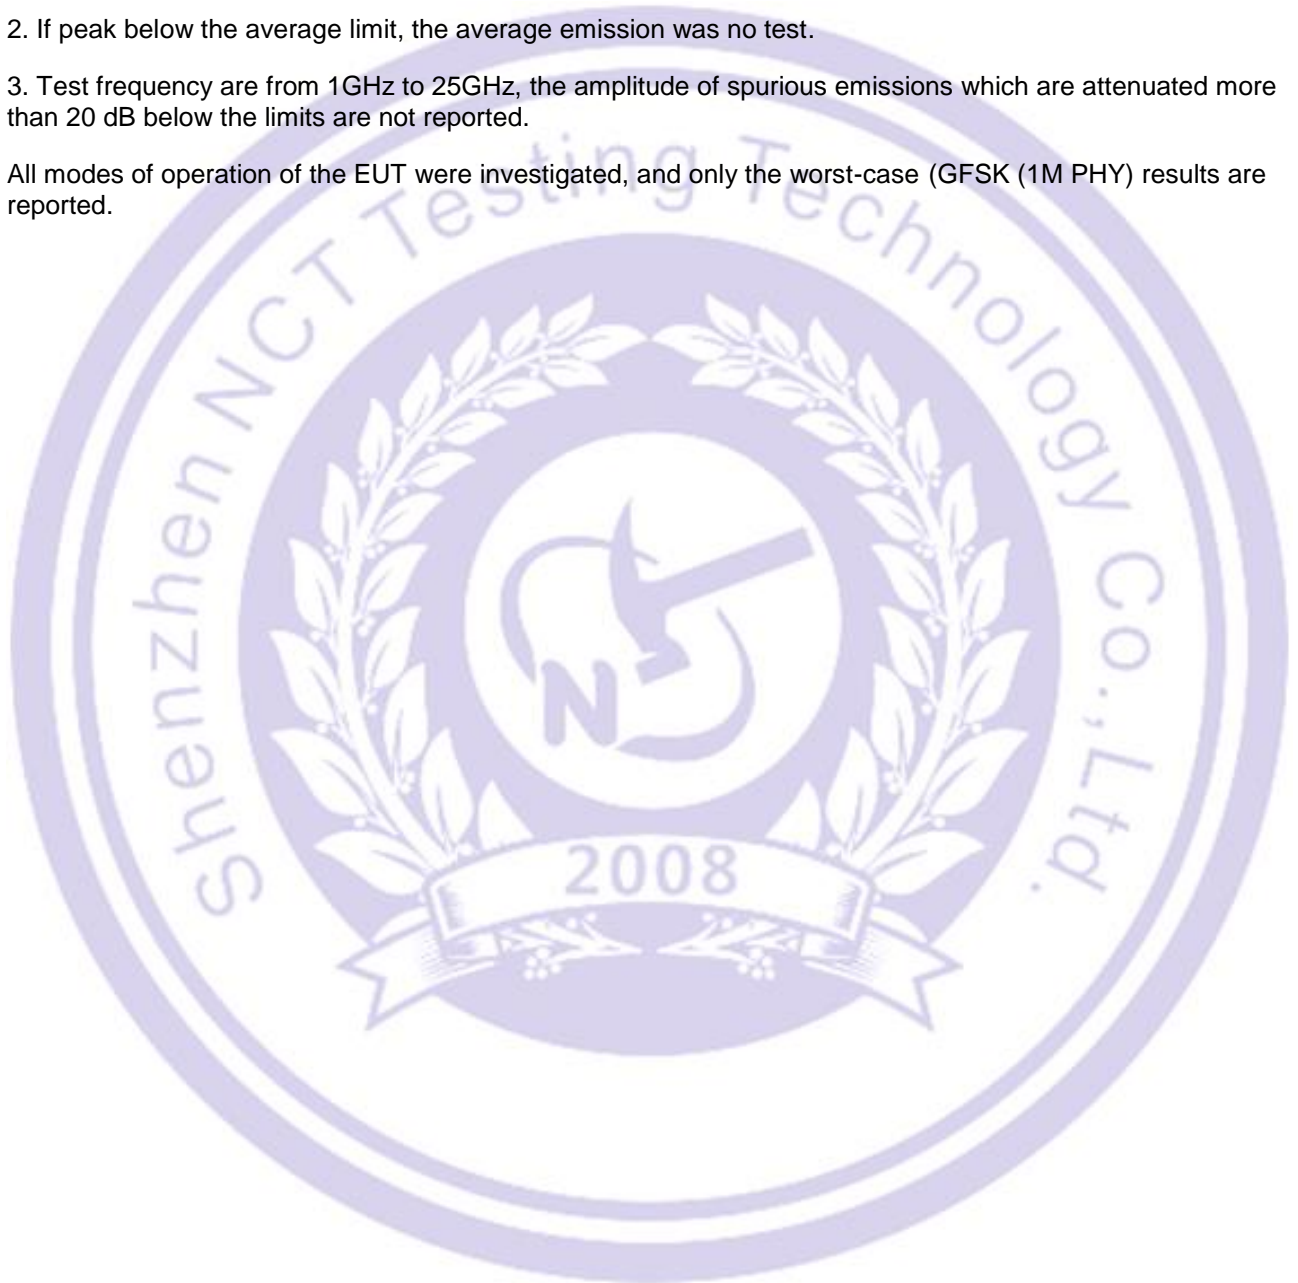 2. If peak below the average limit, the average emission was no test.
3. Test frequency are from 1GHz to 25GHz, the amplitude of spurious emissions which are attenuated more
than 20 dB below the limits are not reported.
All modes of operation of the EUT were investigated, and only the worst-case (GFSK (1M PHY) results are
reported.
Shenzhen NCT Testing Technology Co.,Ltd.
N
2008